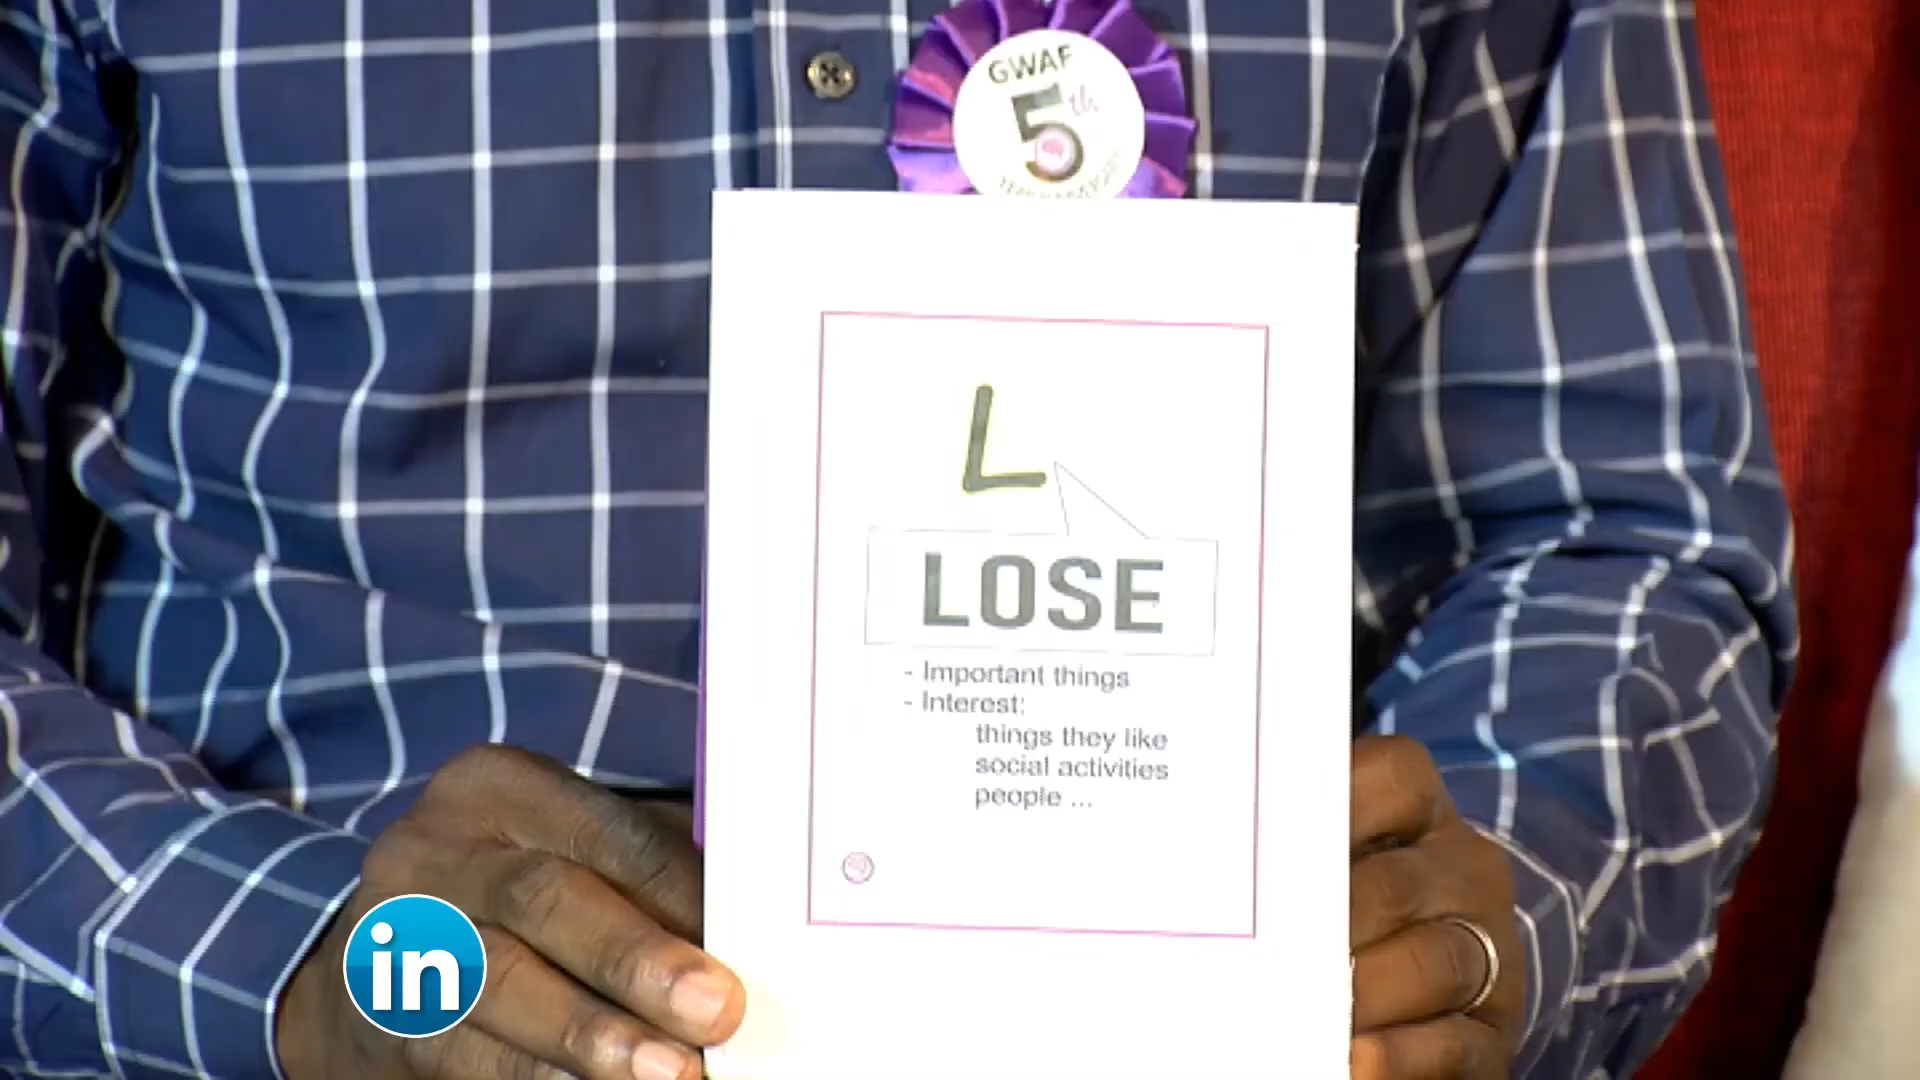 GWAF
5th
L
LOSE
- Important things
- Interest:
things they like
social activities
people ...
in